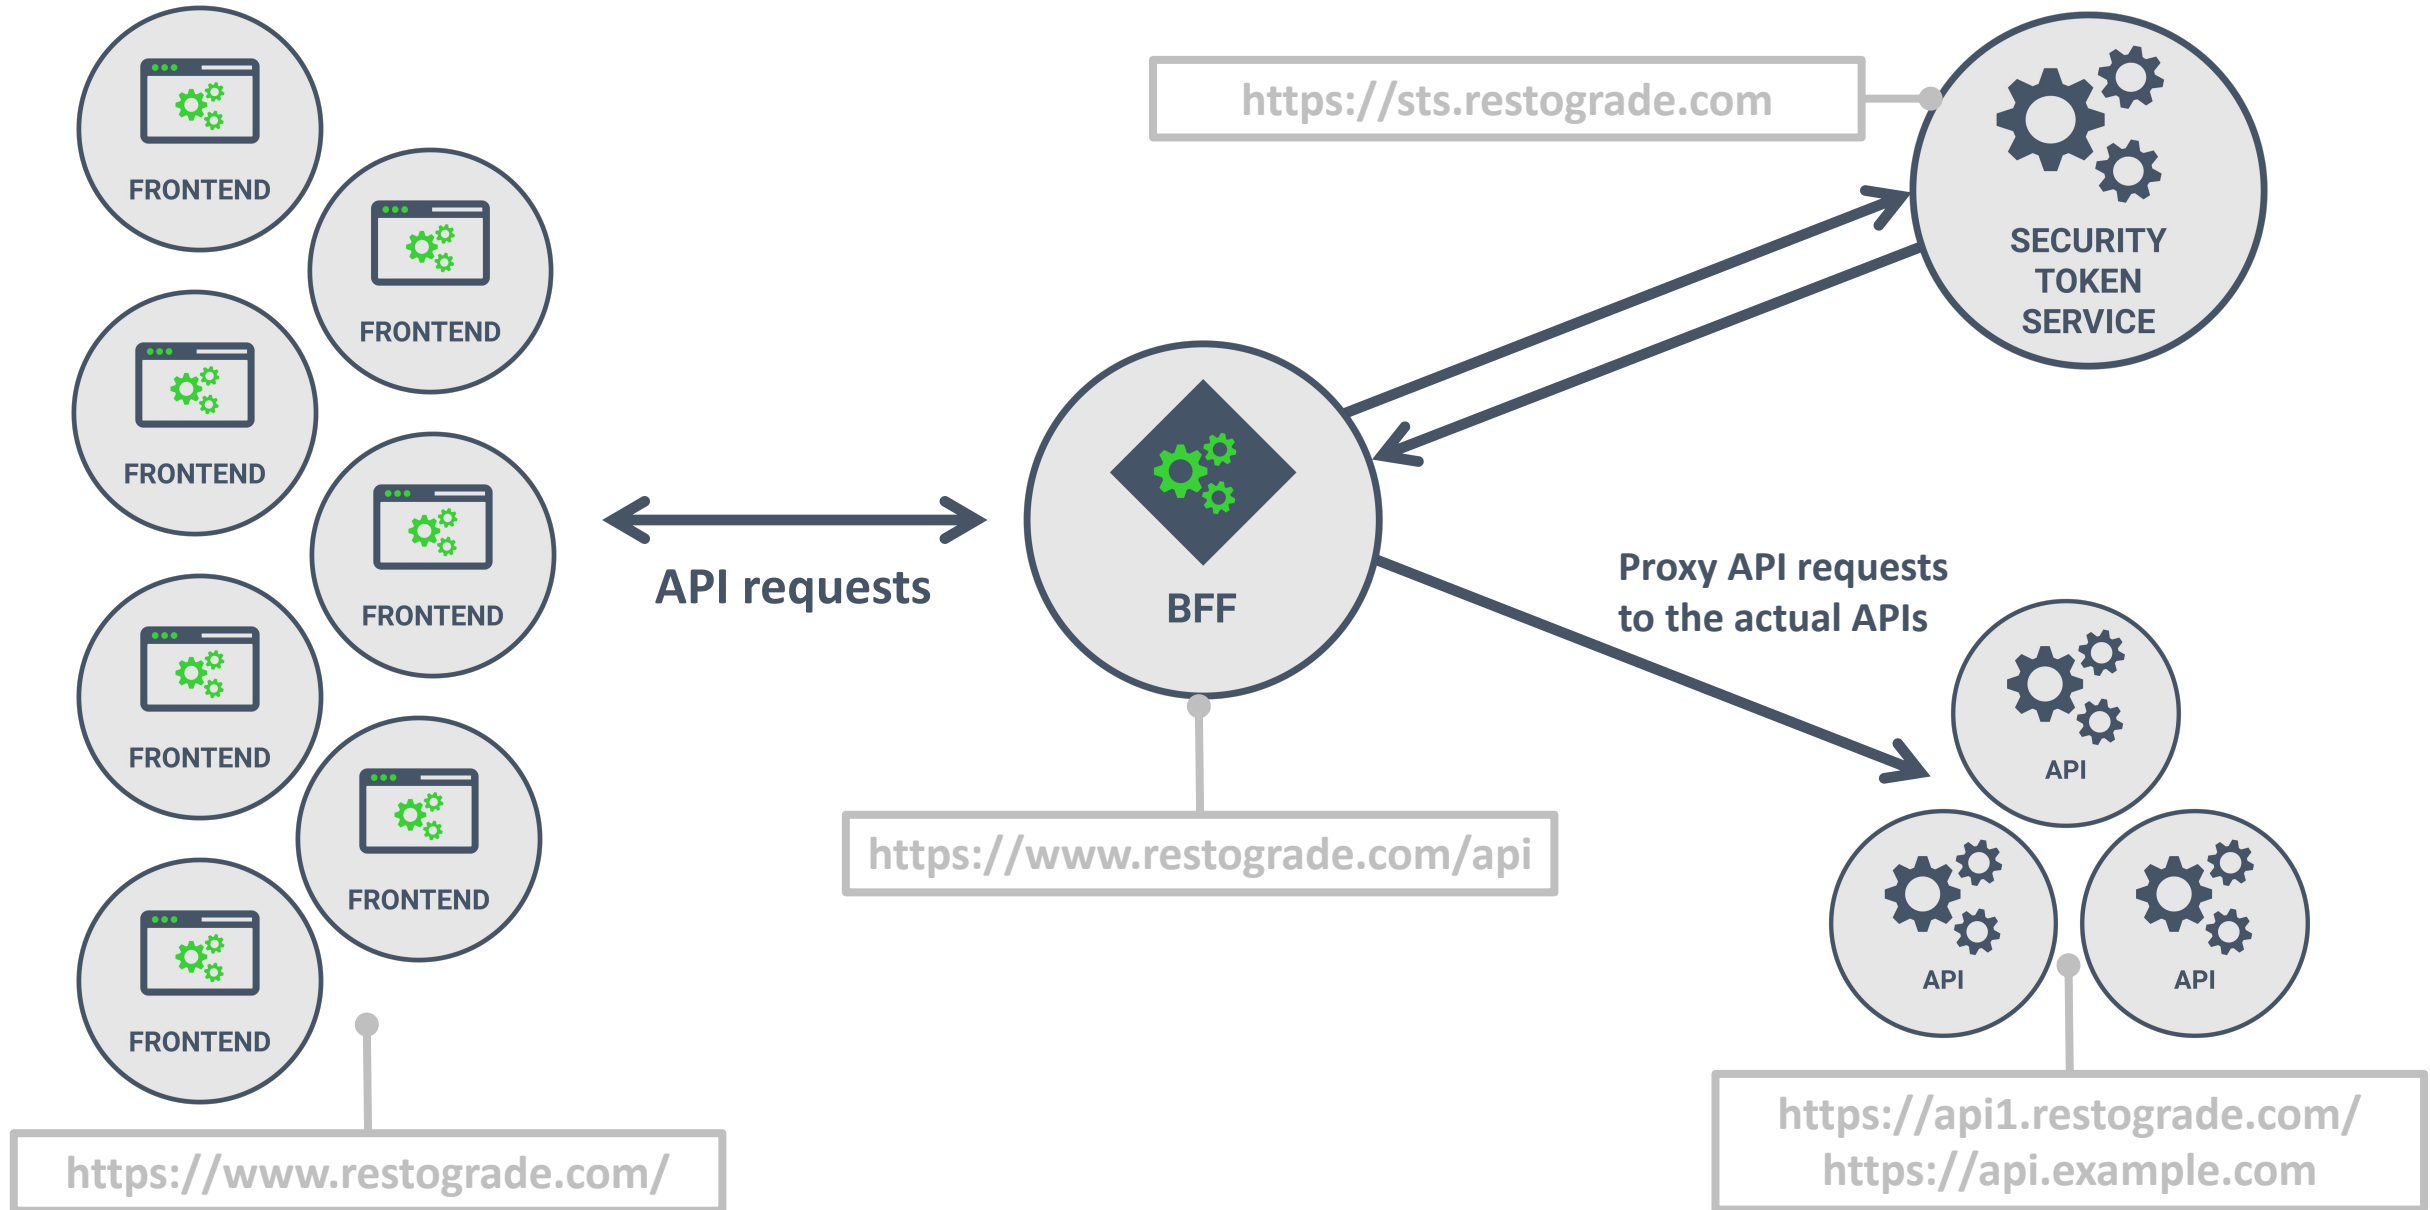 FRONTEND
FRONTEND
FRONTEND
FRONTEND
FRONTEND
FRONTEND
FRONTEND
https://www.restograde.com/
API requests
BFF
https://www.restograde.com/api
https://sts.restograde.com
SECURITY
TOKEN
SERVICE
Proxy API requests
to the actual APIs
API
API
API
https://api1.restograde.com/
https://api.example.com